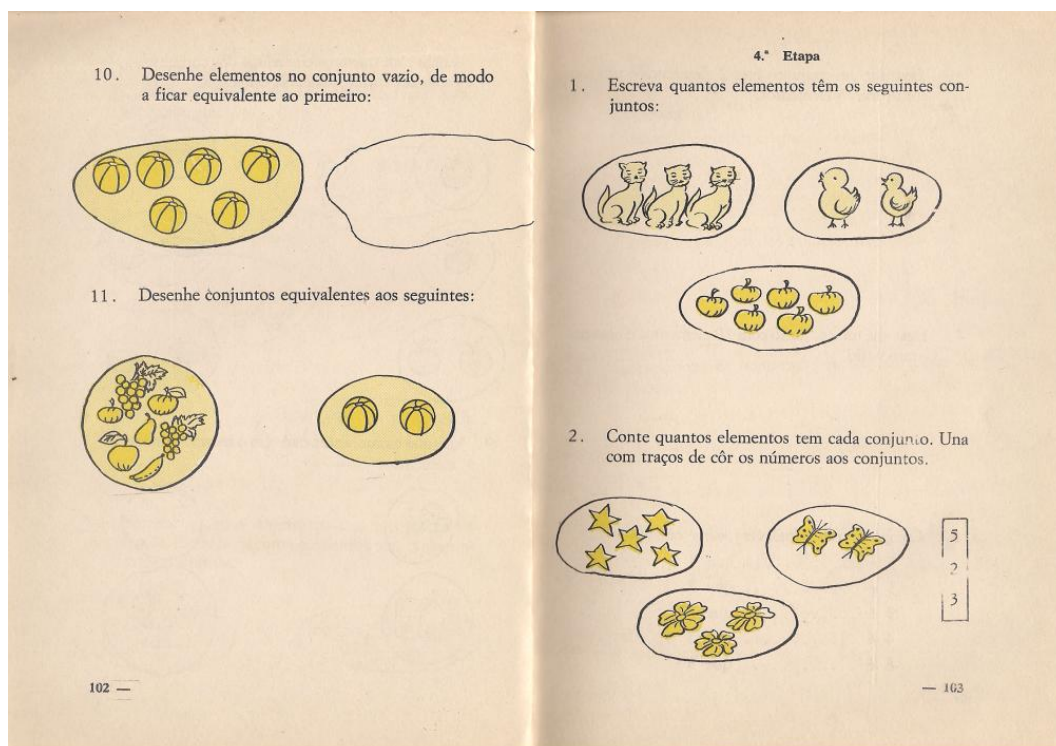 10. Desenhe elementos no conjunto vazio, de modo
a ficar equivalente ao primeiro:
11. Desenhe conjuntos equivalentes aos seguintes:
102 —
4.ª Etapa
1. Escreva quantos elementos têm os seguintes con-
juntos:
2. Conte quantos elementos tem cada conjunto. Una
com traços de côr os números aos conjuntos.
5
2
3
— 103